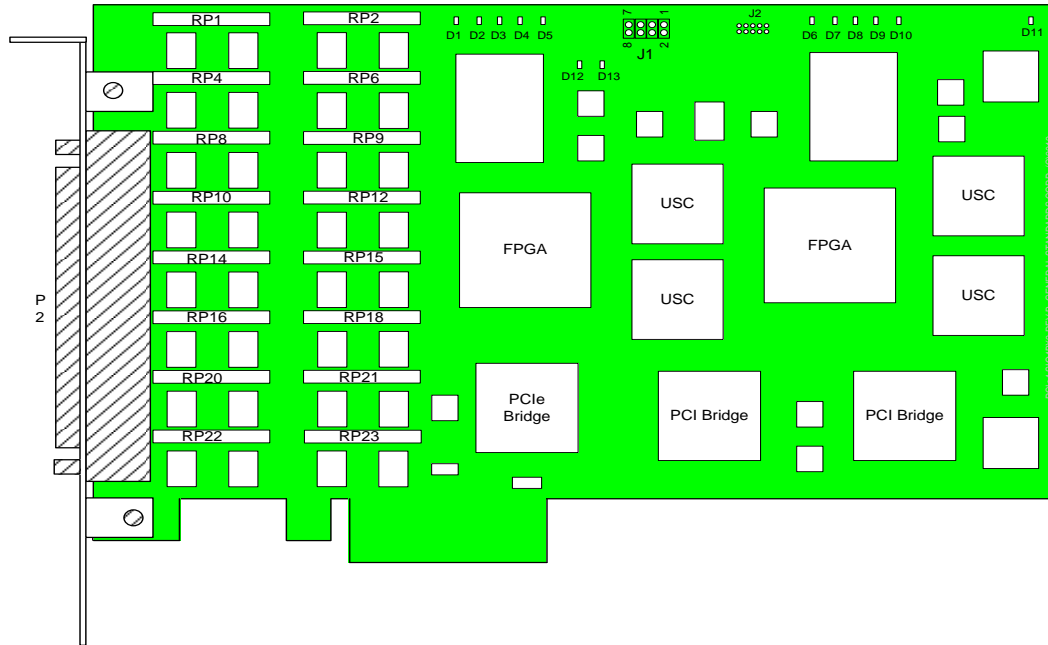 RP1 RP2
D1 D2 D3 D4 D5
7 1
8 2
J1
J2
D6 D7 D8 D9 D10
D11
D12 D13
RP4 RP6
RP8 RP9
RP10 RP12
RP14 RP15
RP16 RP18
RP20 RP21
RP22 RP23
P
2
FPGA
USC
USC
FPGA
USC
USC
PCIe
Bridge
PCI Bridge
PCI Bridge